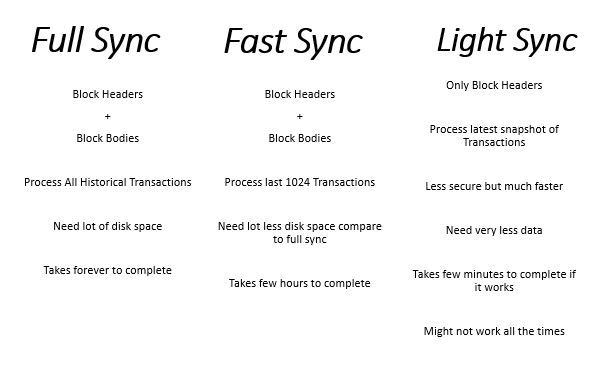 Full Sync
Block Headers
+
Block Bodies
Process All Historical Transactions
Need lot of disk space
Takes forever to complete
Fast Sync
Block Headers
+
Block Bodies
Process last 1024 Transactions
Need lot less disk space compare
to full sync
Takes few hours to complete
Light Sync
Only Block Headers
Process latest snapshot of
Transactions
Less secure but much faster
Need very less data
Takes few minutes to complete if
it works
Might not work all the times